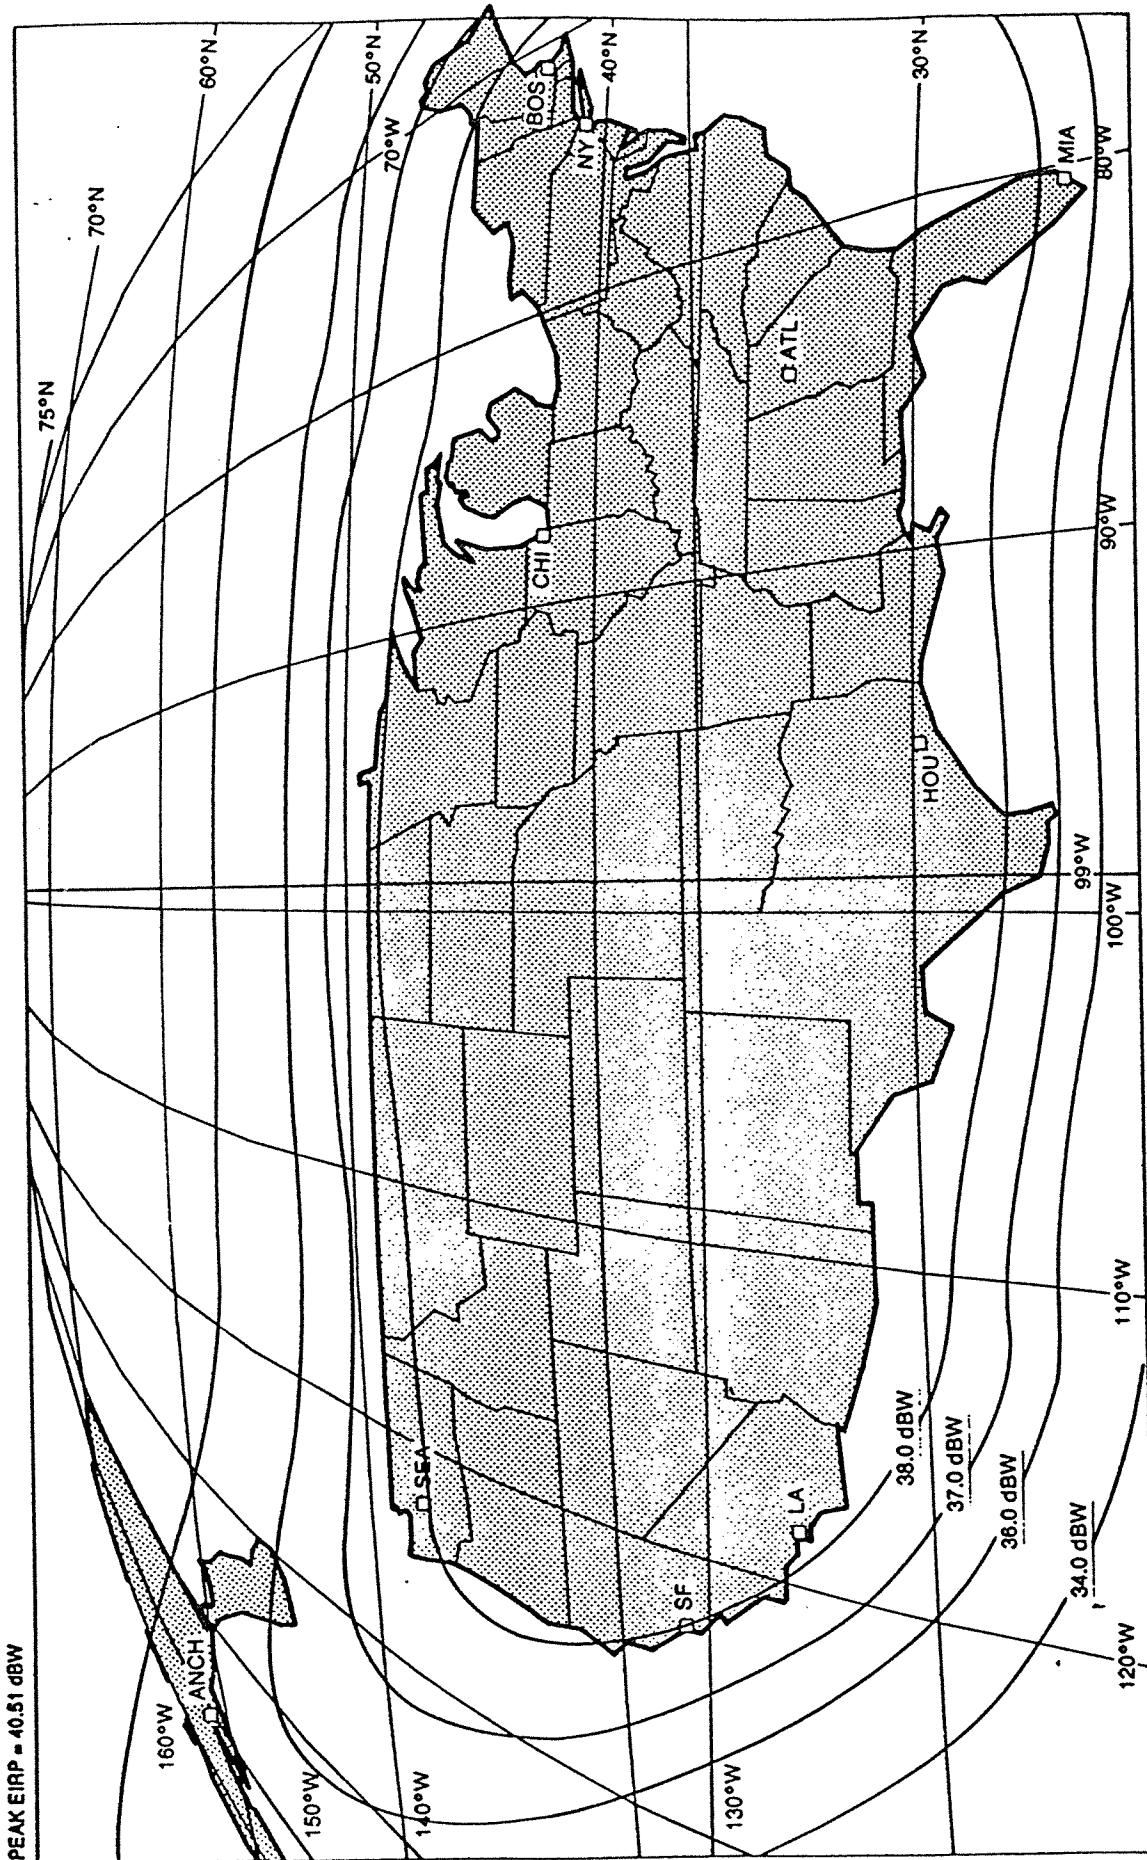 PEAK EIRP = 40.51 dBW
160°W
ANCH
150°W
140°W
130°W
75°N
70°N
60°N
50°N
70°W
40°N
30°N
BOS
NY
MIA
80°W
ATL
CHI
90°W
HOU
99°W
100°W
110°W
SEA
SF
LA
38.0 dBW
37.0 dBW
36.0 dBW
34.0 dBW
120°W